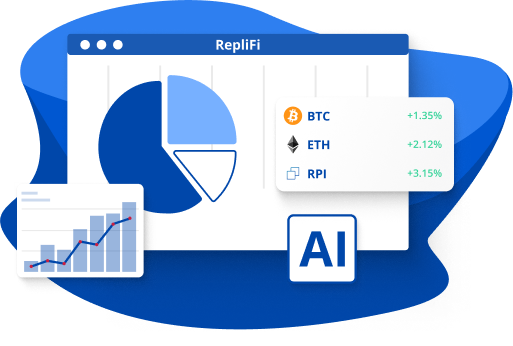 RepliFi
BTC +1.35%
ETH +2.12%
RPI +3.15%
AI